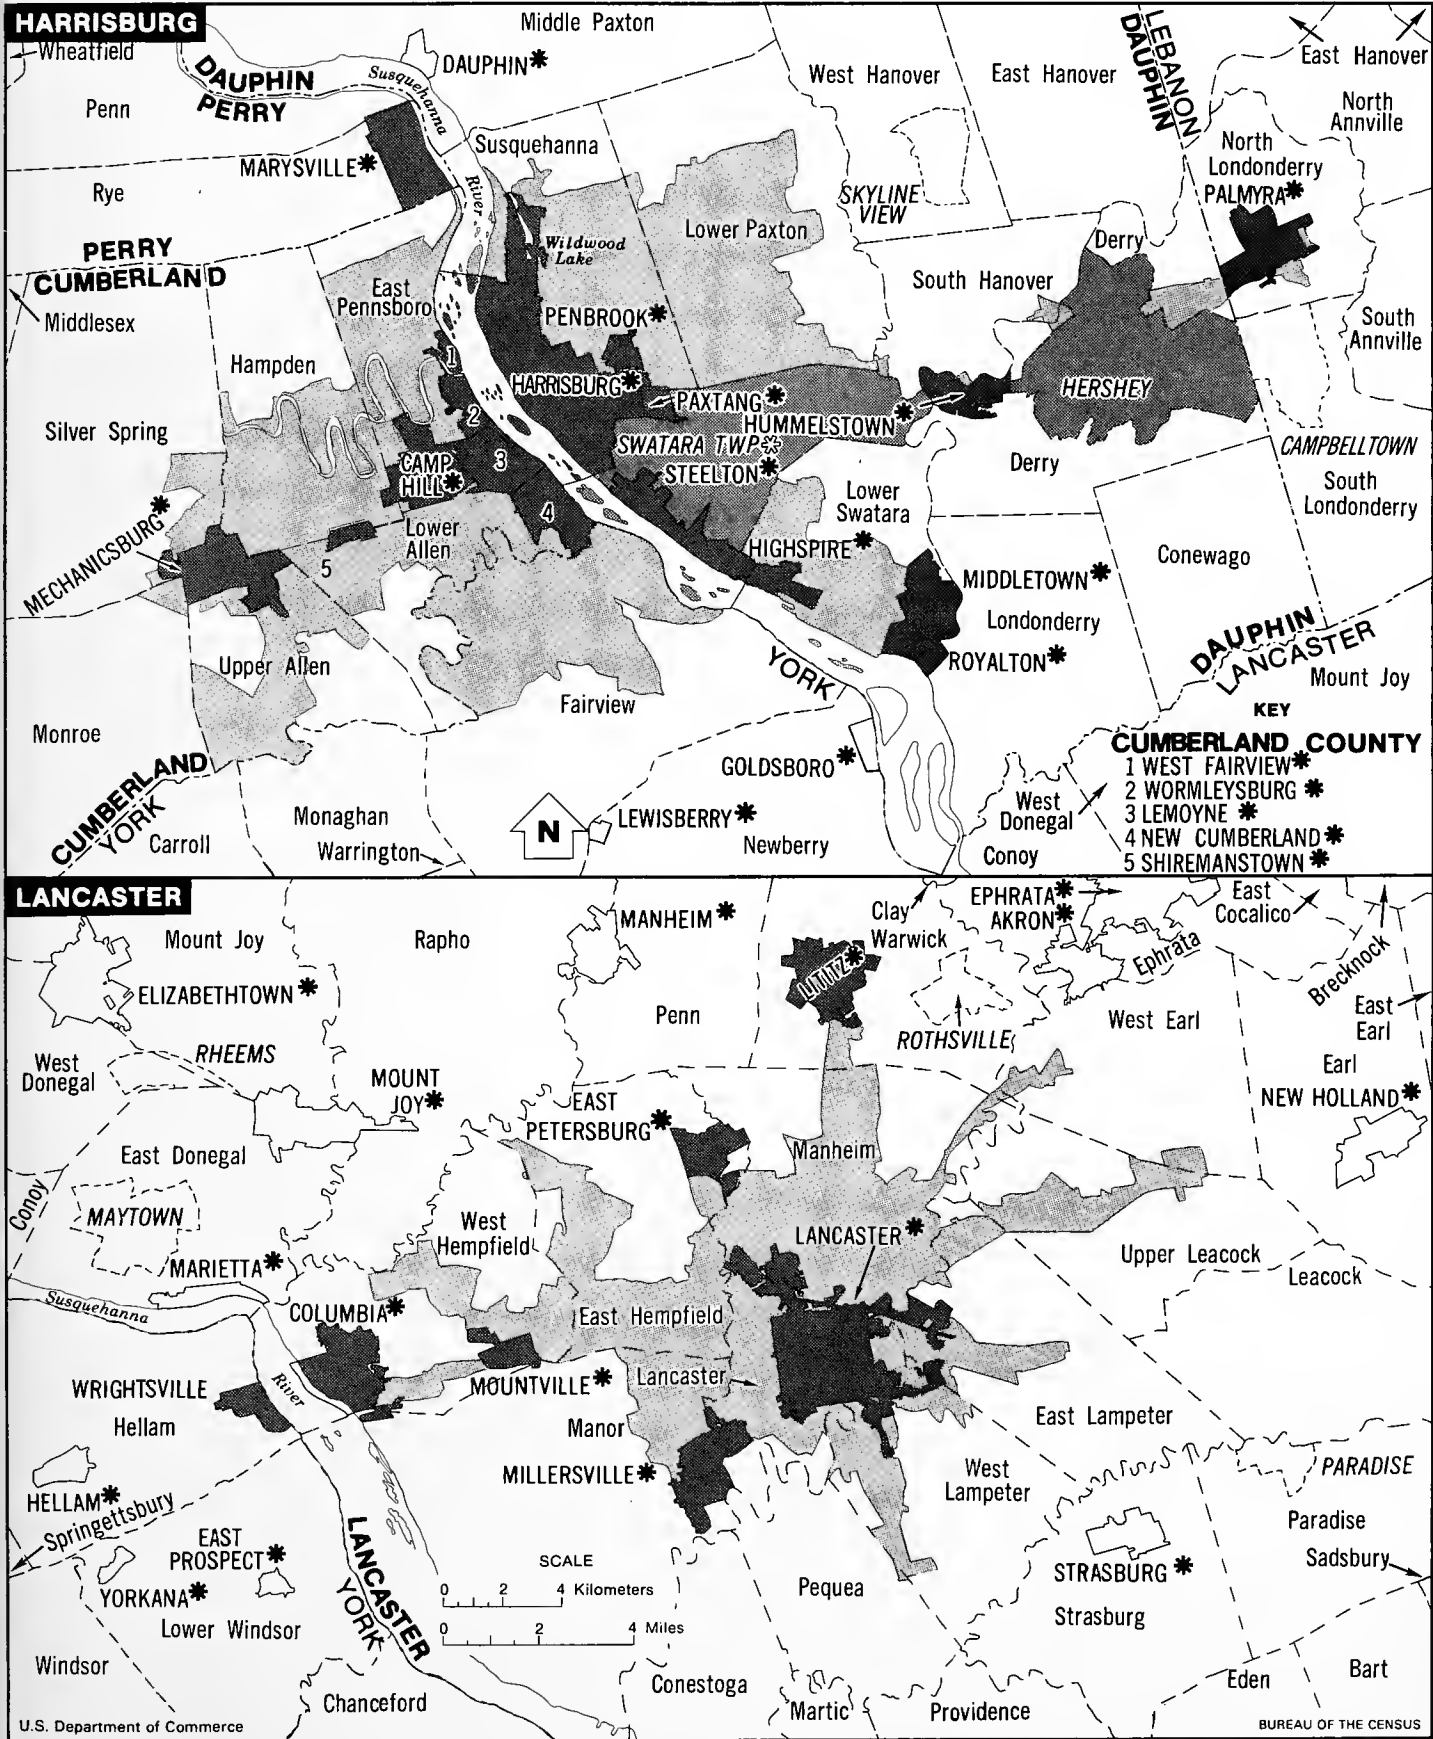 HARRISBURG
Wheatfield
Middle Paxton
DAUPHIN*
DAUPHIN
PERRY
Susquehanna
River
Penn
MARYSVILLE*
Rye
PERRY
CUMBERLAND
Middlesex
Susquehanna
Wildwood
Lake
Lower Paxton
West Hanover
East Hanover
LEBANON
DAUPHIN
East Hanover
North
Annville
North
Londonderry
PALMYRA*
SKYLINE
VIEW
Derry
South Hanover
South
Annville
East
Pennsboro
PENBROOK*
Hampden
1
HARRISBURG*
PAXTANG*
HUMMELSTOWN*
HERSHEY
2
SWATARA TWP*
STEELTON*
Silver Spring
CAMP
HILL*
3
Derry
CAMPBELLTOWN
South
Londonderry
MECHANICSBURG*
Lower
Allen
4
Lower
Swatara
5
HIGHSPIRE*
MIDDLETOWN*
Conewago
Londonderry
Upper Allen
YORK
ROYALTON*
DAUPHIN
LANCASTER
Mount Joy
Monroe
Fairview
CUMBERLAND
YORK
GOLDSBORO*
KEY
CUMBERLAND COUNTY
1 WEST FAIRVIEW*
2 WORMLEYSBURG*
3 LEMOYNE*
4 NEW CUMBERLAND*
5 SHIREMANSTOWN*
Carroll
Monaghan
Warrington
N
LEWISBERRY*
Newberry
West
Donegal
Conoy
LANCASTER
Mount Joy
Rapho
MANHEIM*
Clay
Warwick
EPHRATA*
AKRON*
East
Cocalico
Ephrata
Brecknock
East
Earl
ELIZABETHTOWN*
LITITZ*
Penn
ROTHSVILLE
West Earl
Earl
NEW HOLLAND*
West
Donegal
RHEEMS
MOUNT
JOY*
EAST
PETERSBURG*
Manheim
East Donegal
Conoy
MAYTOWN
West
Hempfield
LANCASTER*
Upper Leacock
Leacock
MARIETTA*
Susquehanna
COLUMBIA*
East Hempfield
WRIGHTSVILLE
River
MOUNTVILLE*
Lancaster
Hellam
Manor
East Lampeter
HELLAM*
MILLERSVILLE*
West
Lampeter
PARADISE
Springettsbury
Paradise
EAST
PROSPECT*
YORKANA*
LANCASTER
YORK
SCALE
0 2 4 Kilometers
0 2 4 Miles
Pequea
STRASBURG*
Sadsbury
Strasburg
Lower Windsor
Windsor
Chanceford
Conestoga
Martic
Providence
Eden
Bart
U.S. Department of Commerce
BUREAU OF THE CENSUS